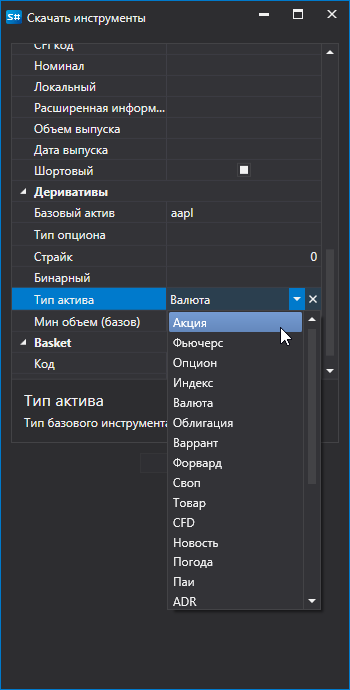 S# Скачать инструменты
CFI код
Номинал
Локальный
Расширенная информ...
Объем выпуска
Дата выпуска
Шортовый
Деривативы
Базовый актив aapl
Тип опциона
Страйк 0
Бинарный
Тип актива Валюта
Мин объем (базов)
Basket
Код
Акция
Фьючерс
Опцион
Индекс
Валюта
Облигация
Варрант
Форвард
Своп
Товар
CFD
Новость
Погода
Паи
ADR
Тип актива
Тип базового инструмента